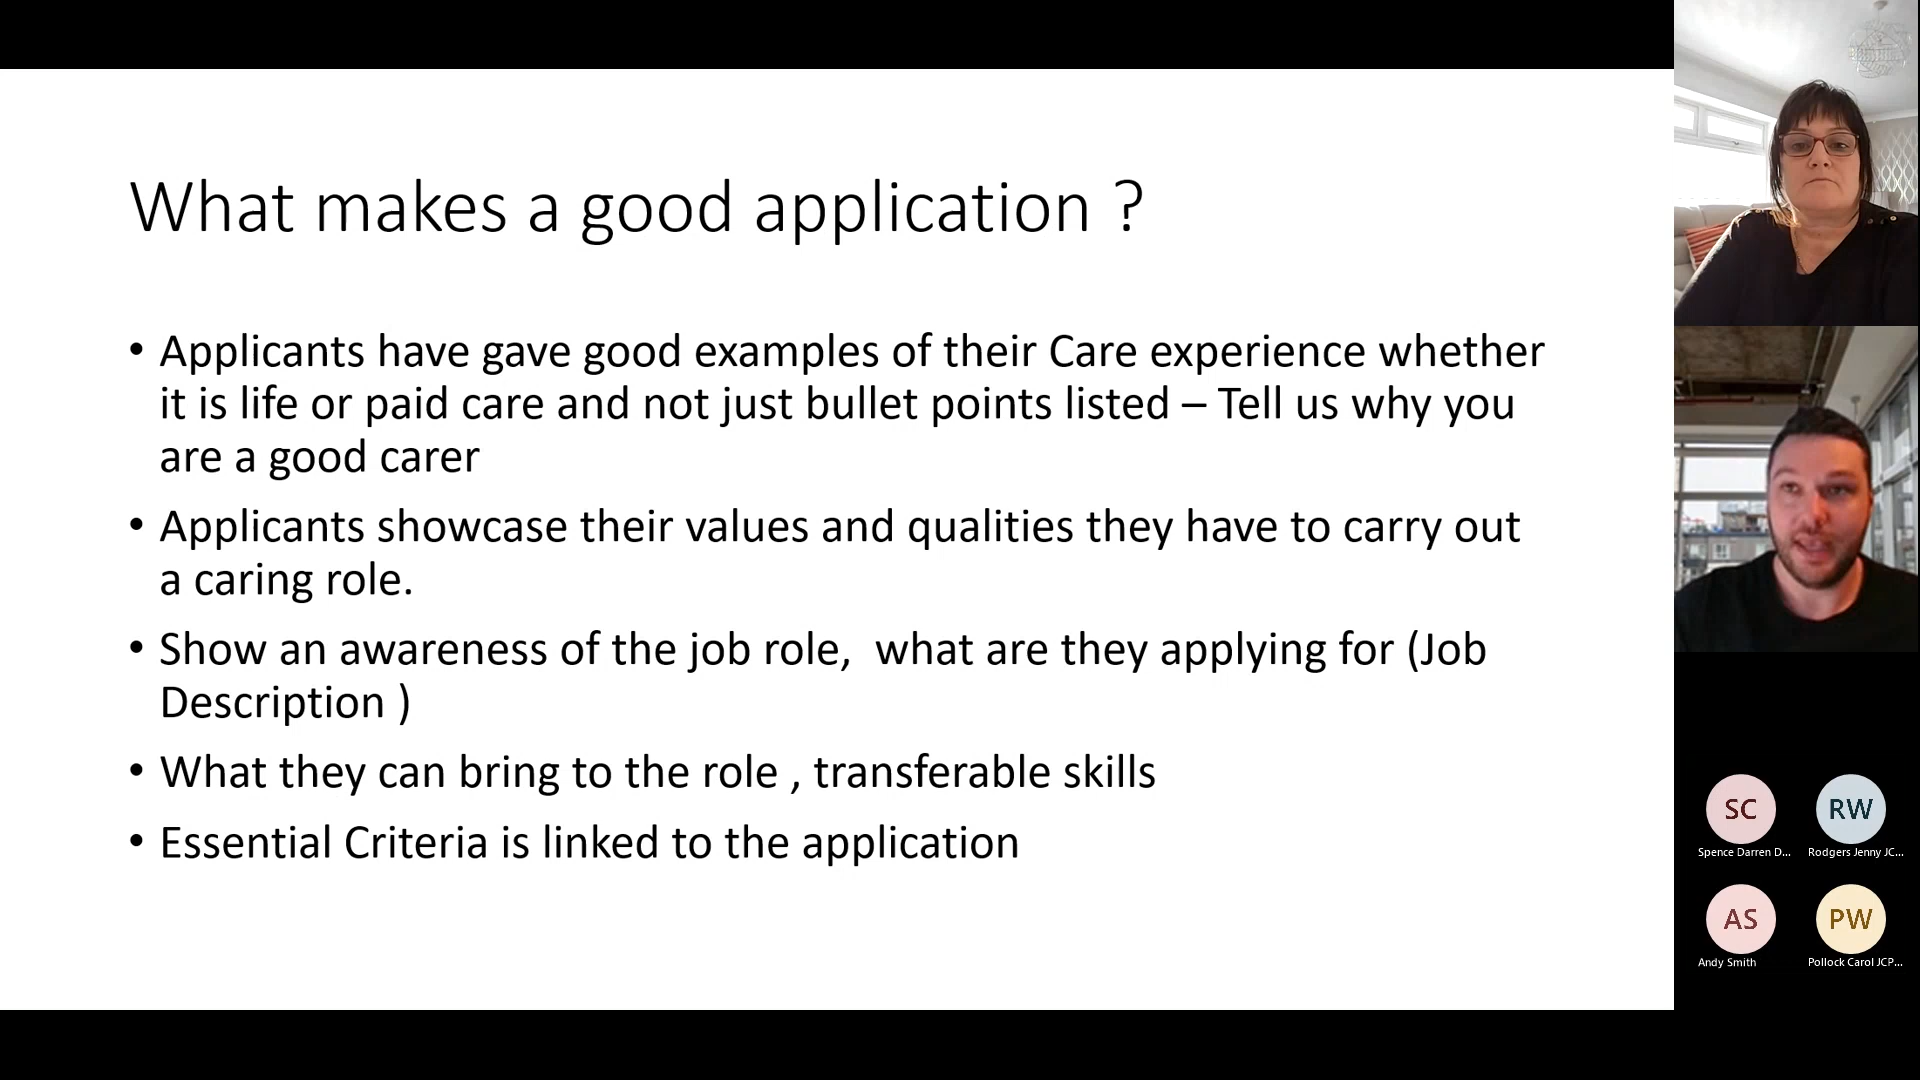 What makes a good application ?
• Applicants have gave good examples of their Care experience whether
it is life or paid care and not just bullet points listed – Tell us why you
are a good carer
• Applicants showcase their values and qualities they have to carry out
a caring role.
• Show an awareness of the job role,  what are they applying for (Job
Description )
• What they can bring to the role , transferable skills
• Essential Criteria is linked to the application
SC
RW
Spence Darren D...
Rodgers Jenny JC...
AS
PW
Andy Smith
Pollock Carol JCP...